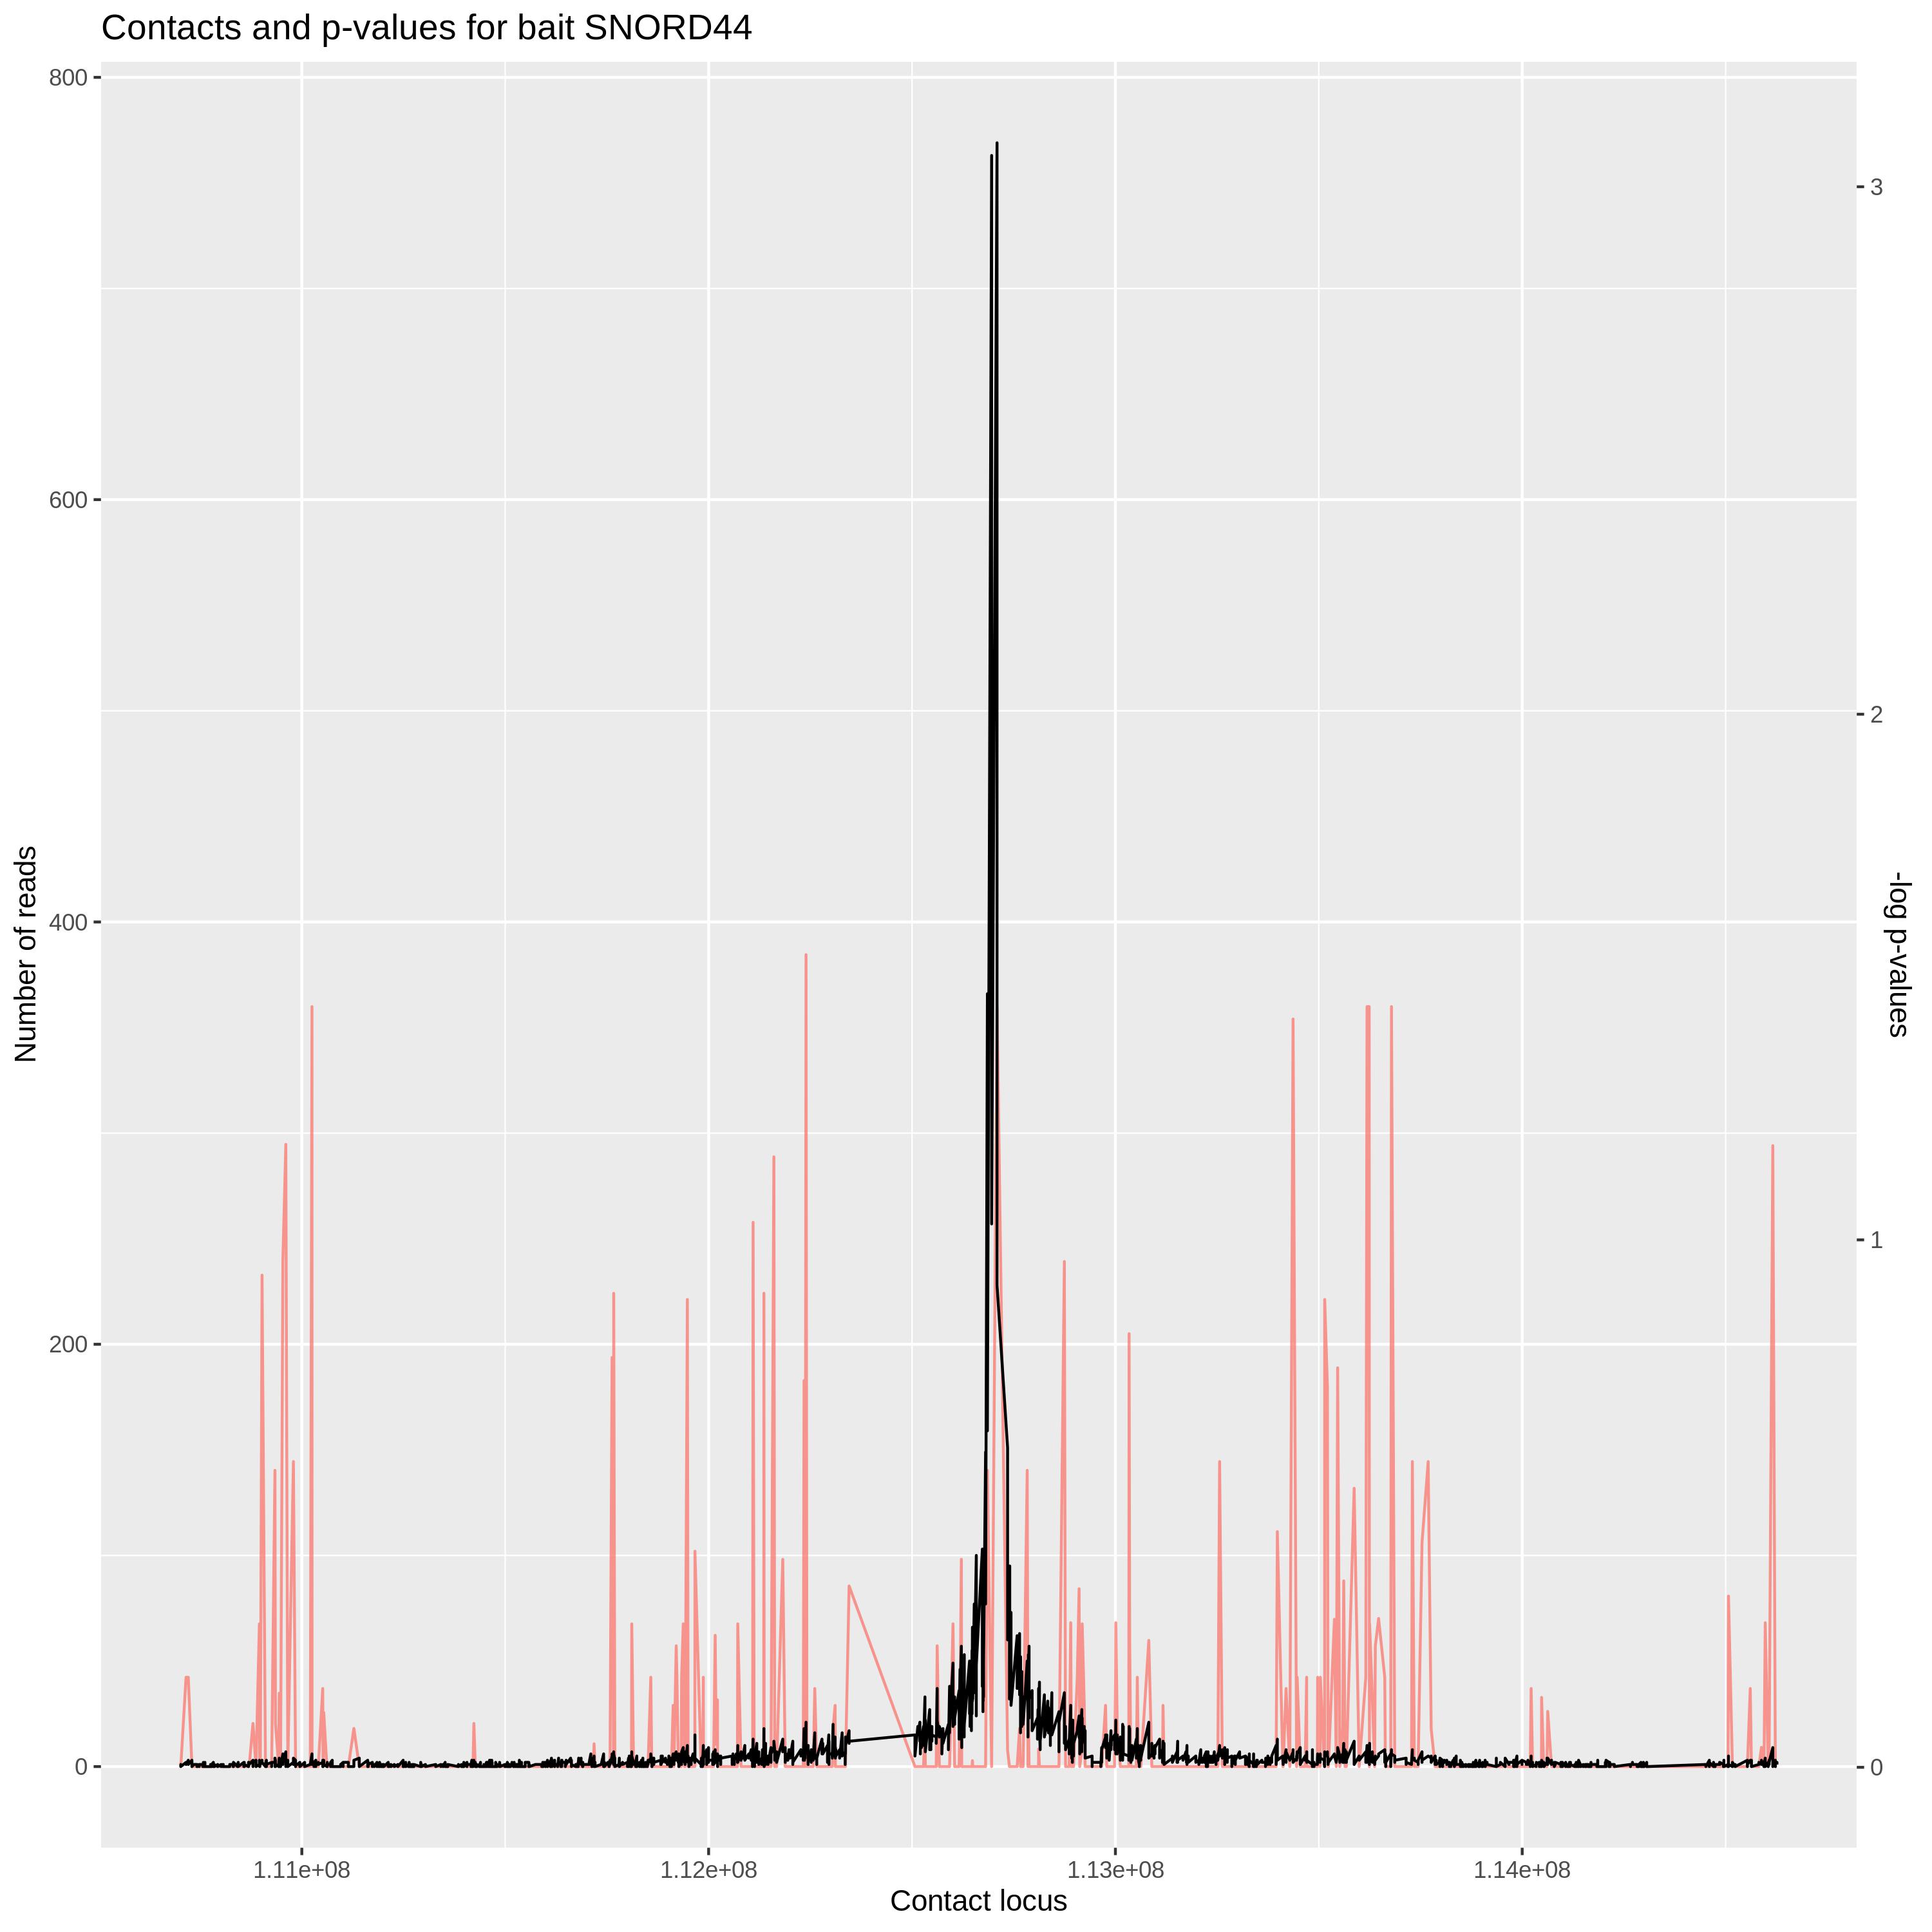 Contacts and p-values for bait SNORD44
800
600
400
200
0
Number of reads
3
2
1
0
-log p-values
1.11e+08 1.12e+08 1.13e+08 1.14e+08
Contact locus